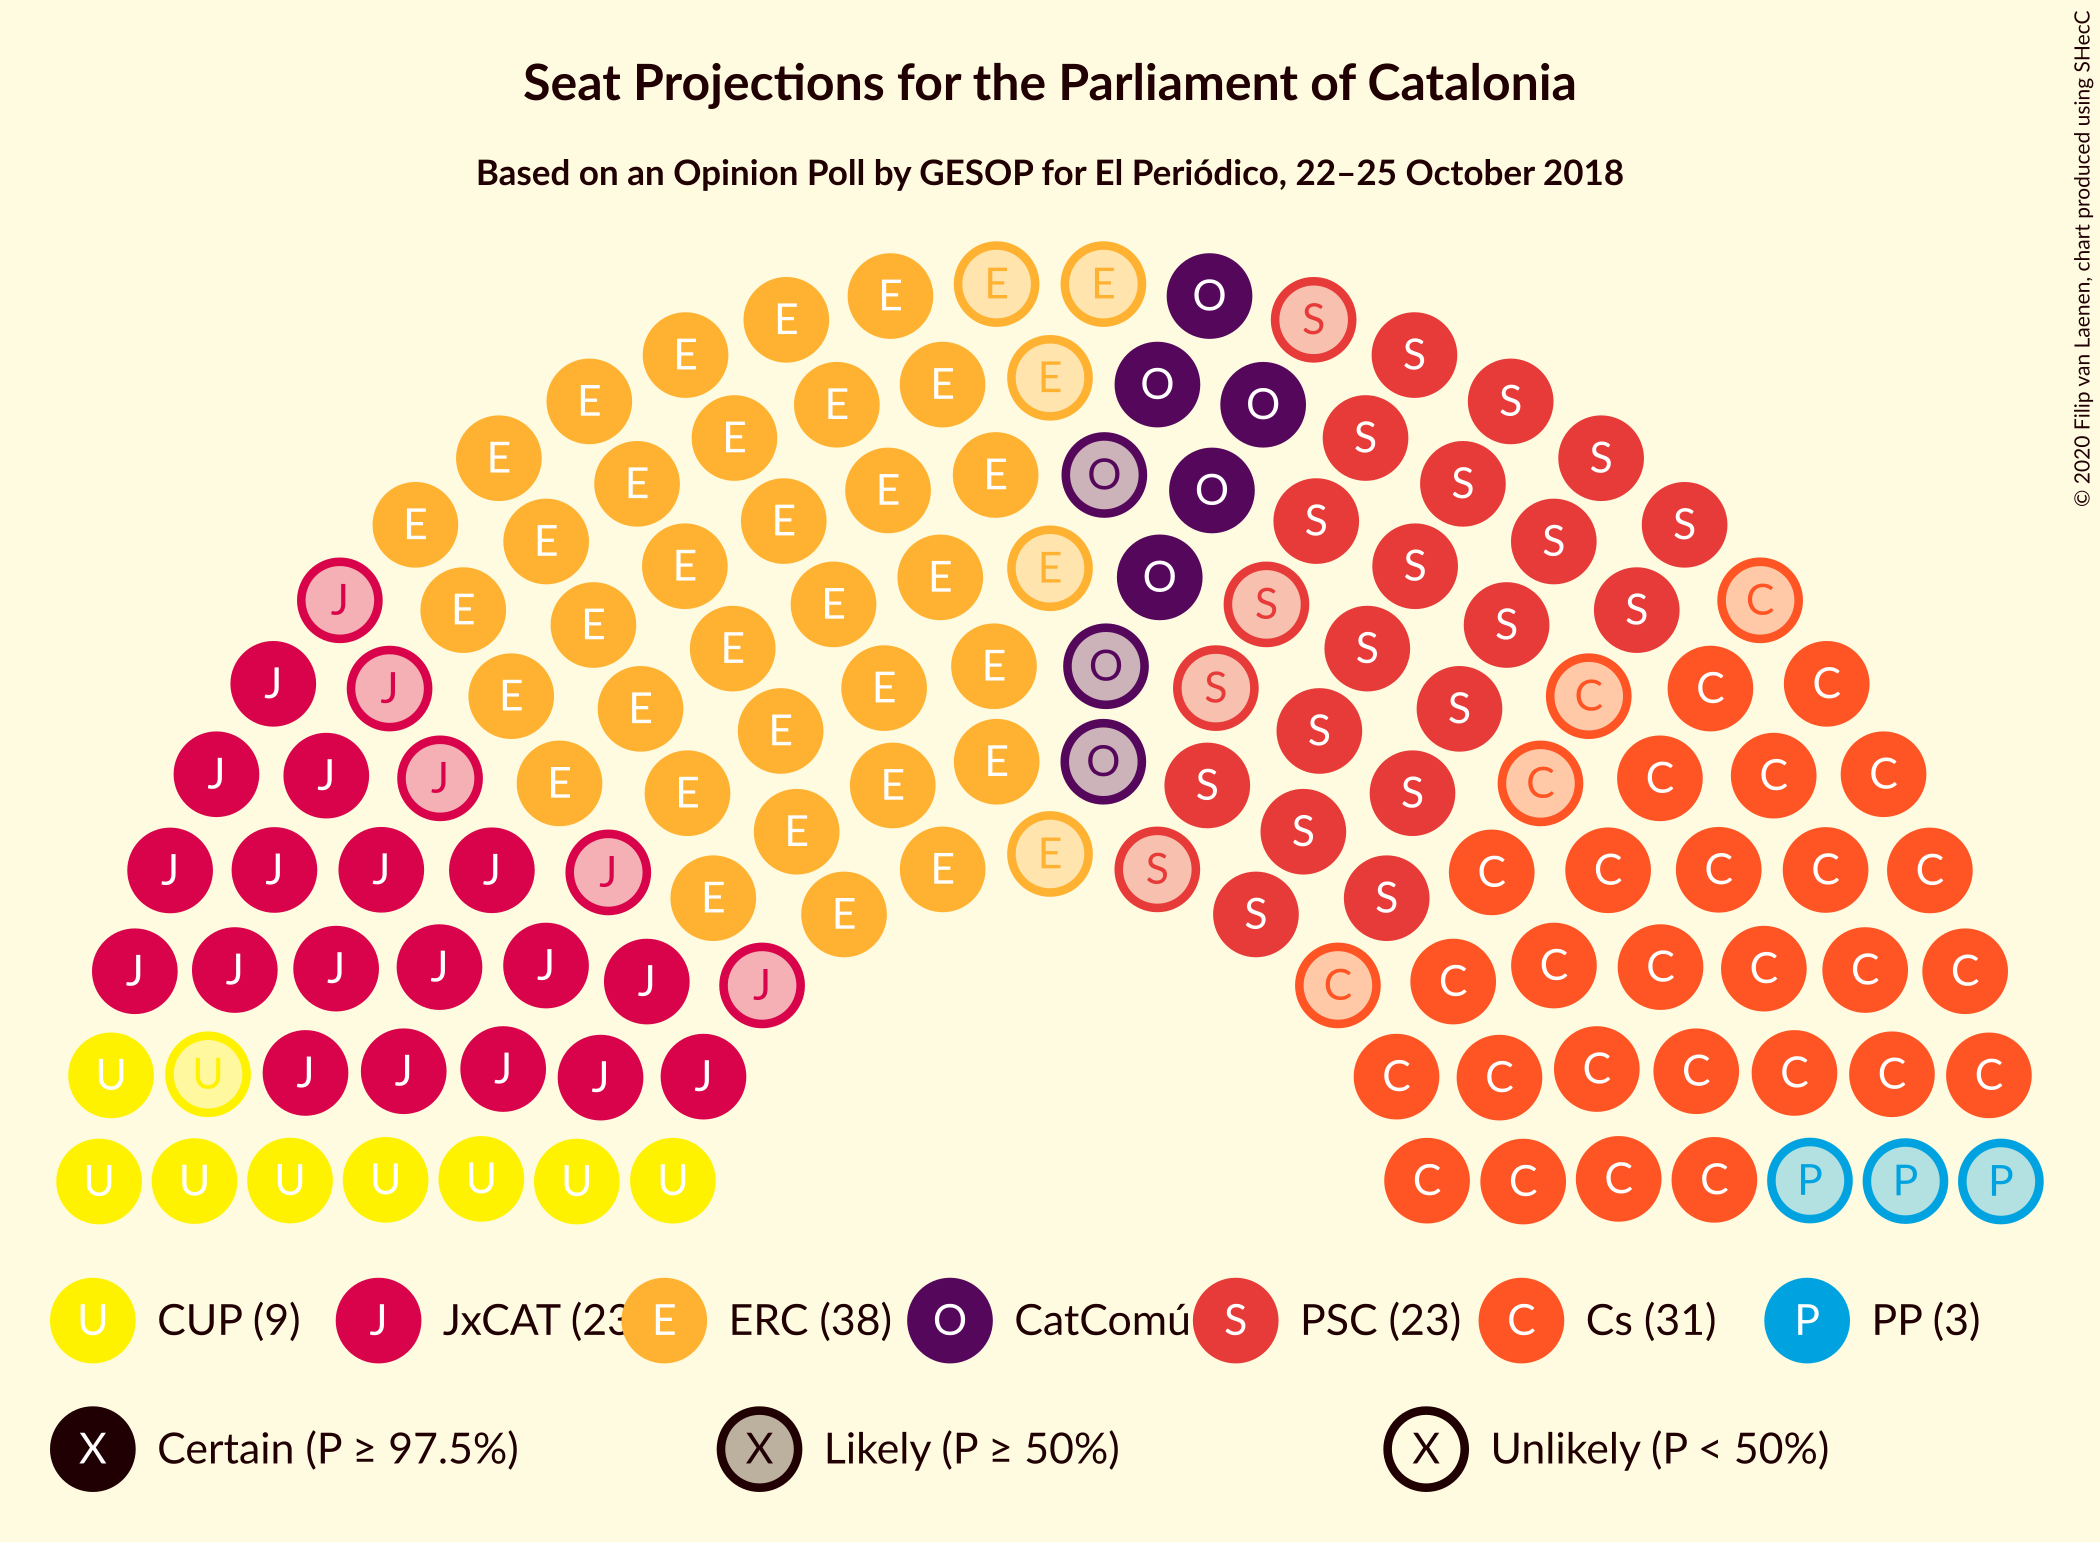 Seat Projections for the Parliament of Catalonia
Based on an Opinion Poll by GESOP for El Periódico, 22–25 October 2018
© 2020 Filip van Laenen, chart produced using SHecC
E E E E O S
E E E E E O O S S
E E E E E O O S S S
E E E E E E O S S S S
J E E E E S S S S C
J J E E E E O S S C C C
J J J E E E E E O S S S C C C C
J J J J J E E E E E S S S S C C C C C
J J J J J J J C C C C C C C
U U J J J J J C C C C C C C
U U U U U U U C C C C P P P
U CUP (9) J JxCAT (23 E ERC (38) O CatComú S PSC (23) C Cs (31) P PP (3)
X Certain (P ≥ 97.5%) X Likely (P ≥ 50%) X Unlikely (P < 50%)